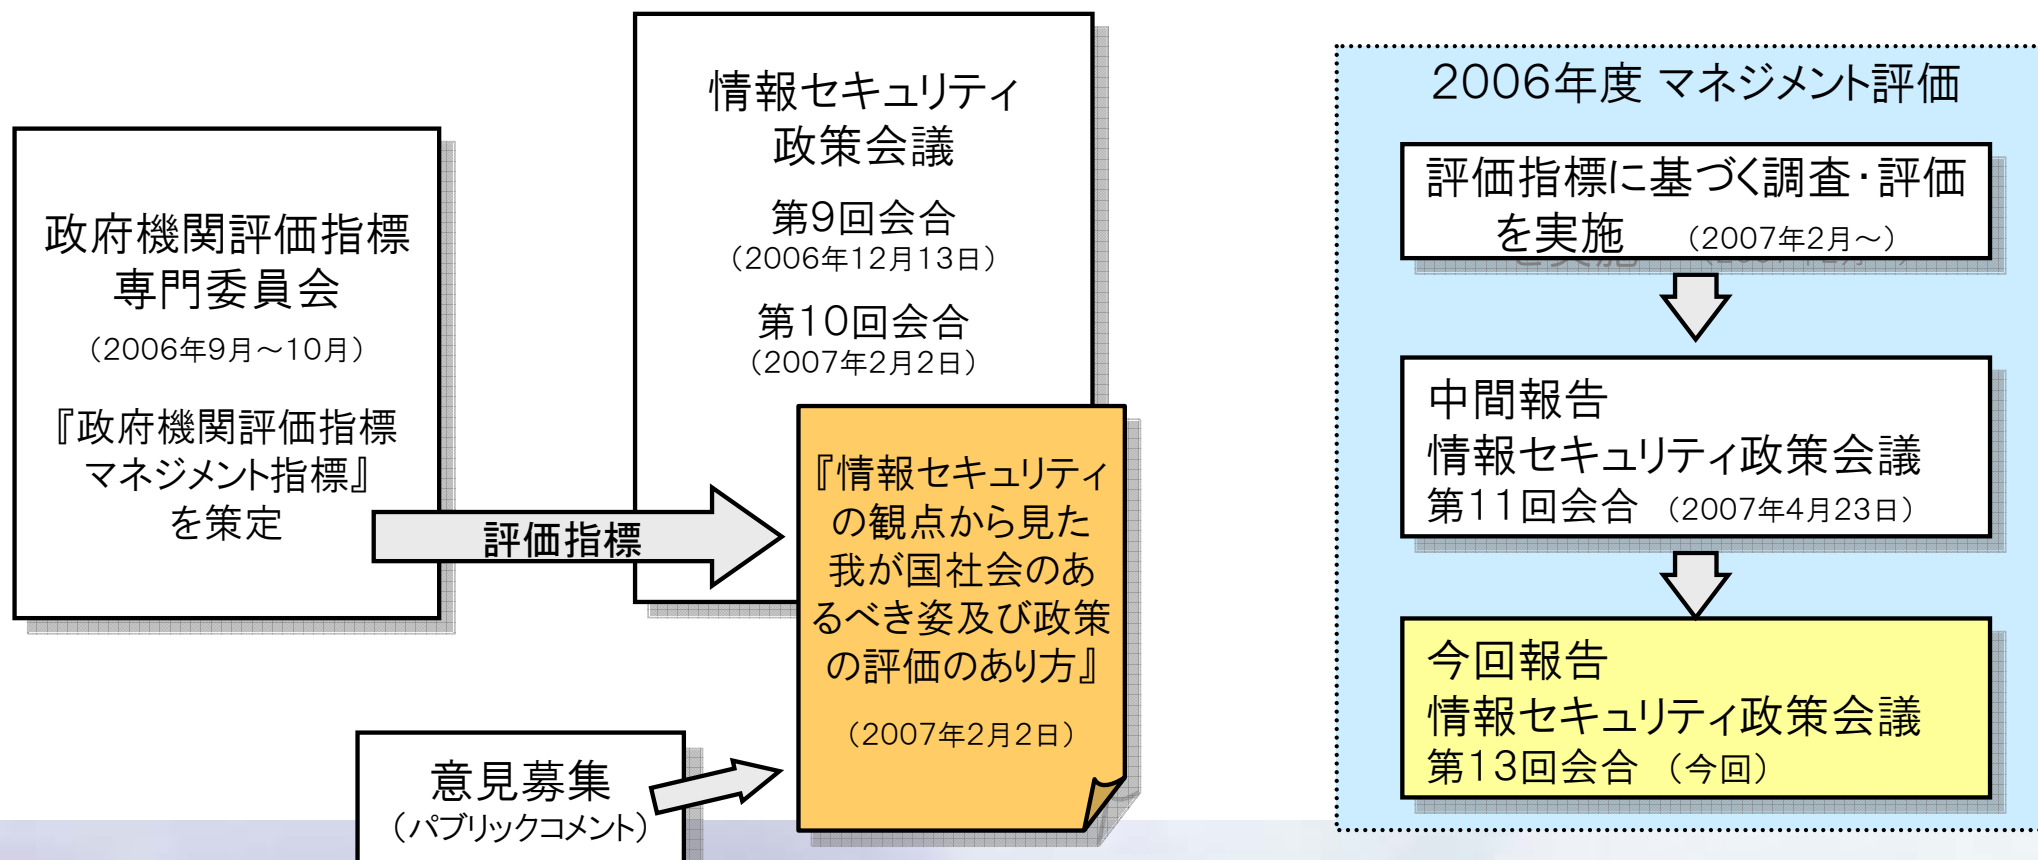 政府機関評価指標
専門委員会
（2006年9月～10月）
『政府機関評価指標
マネジメント指標』
を策定
評価指標
情報セキュリティ
政策会議
第9回会合
（2006年12月13日）
第10回会合
（2007年2月2日）
『情報セキュリティ
の観点から見た
我が国社会のあ
るべき姿及び政策
の評価のあり方』
（2007年2月2日）
意見募集
（パブリックコメント）
2006年度 マネジメント評価
評価指標に基づく調査・評価
を実施 （2007年2月～）
中間報告
情報セキュリティ政策会議
第11回会合 （2007年4月23日）
今回報告
情報セキュリティ政策会議
第13回会合 （今回）